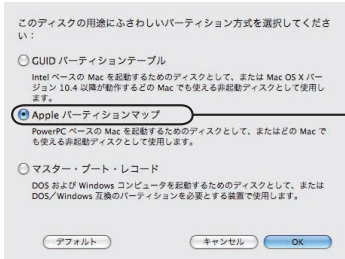 このディスクの用途にふさわしいパーティション方式を選択してくださ
い：
GUID パーティションテーブル
Intel ベースの Mac を起動するためのディスクとして、または Mac OS X バー
ジョン 10.4 以降が動作するどの Mac でも使える非起動ディスクとして使用し
ます。
Apple パーティションマップ
PowerPC ベースの Mac を起動するためのディスクとして、またはどの Mac で
も使える非起動ディスクとして使用します。
マスター・ブート・レコード
DOS および Windows コンピュータを起動するためのディスクとして、または
DOS／Windows 互換のパーティションを必要とする装置で使用します。
デフォルト キャンセル OK